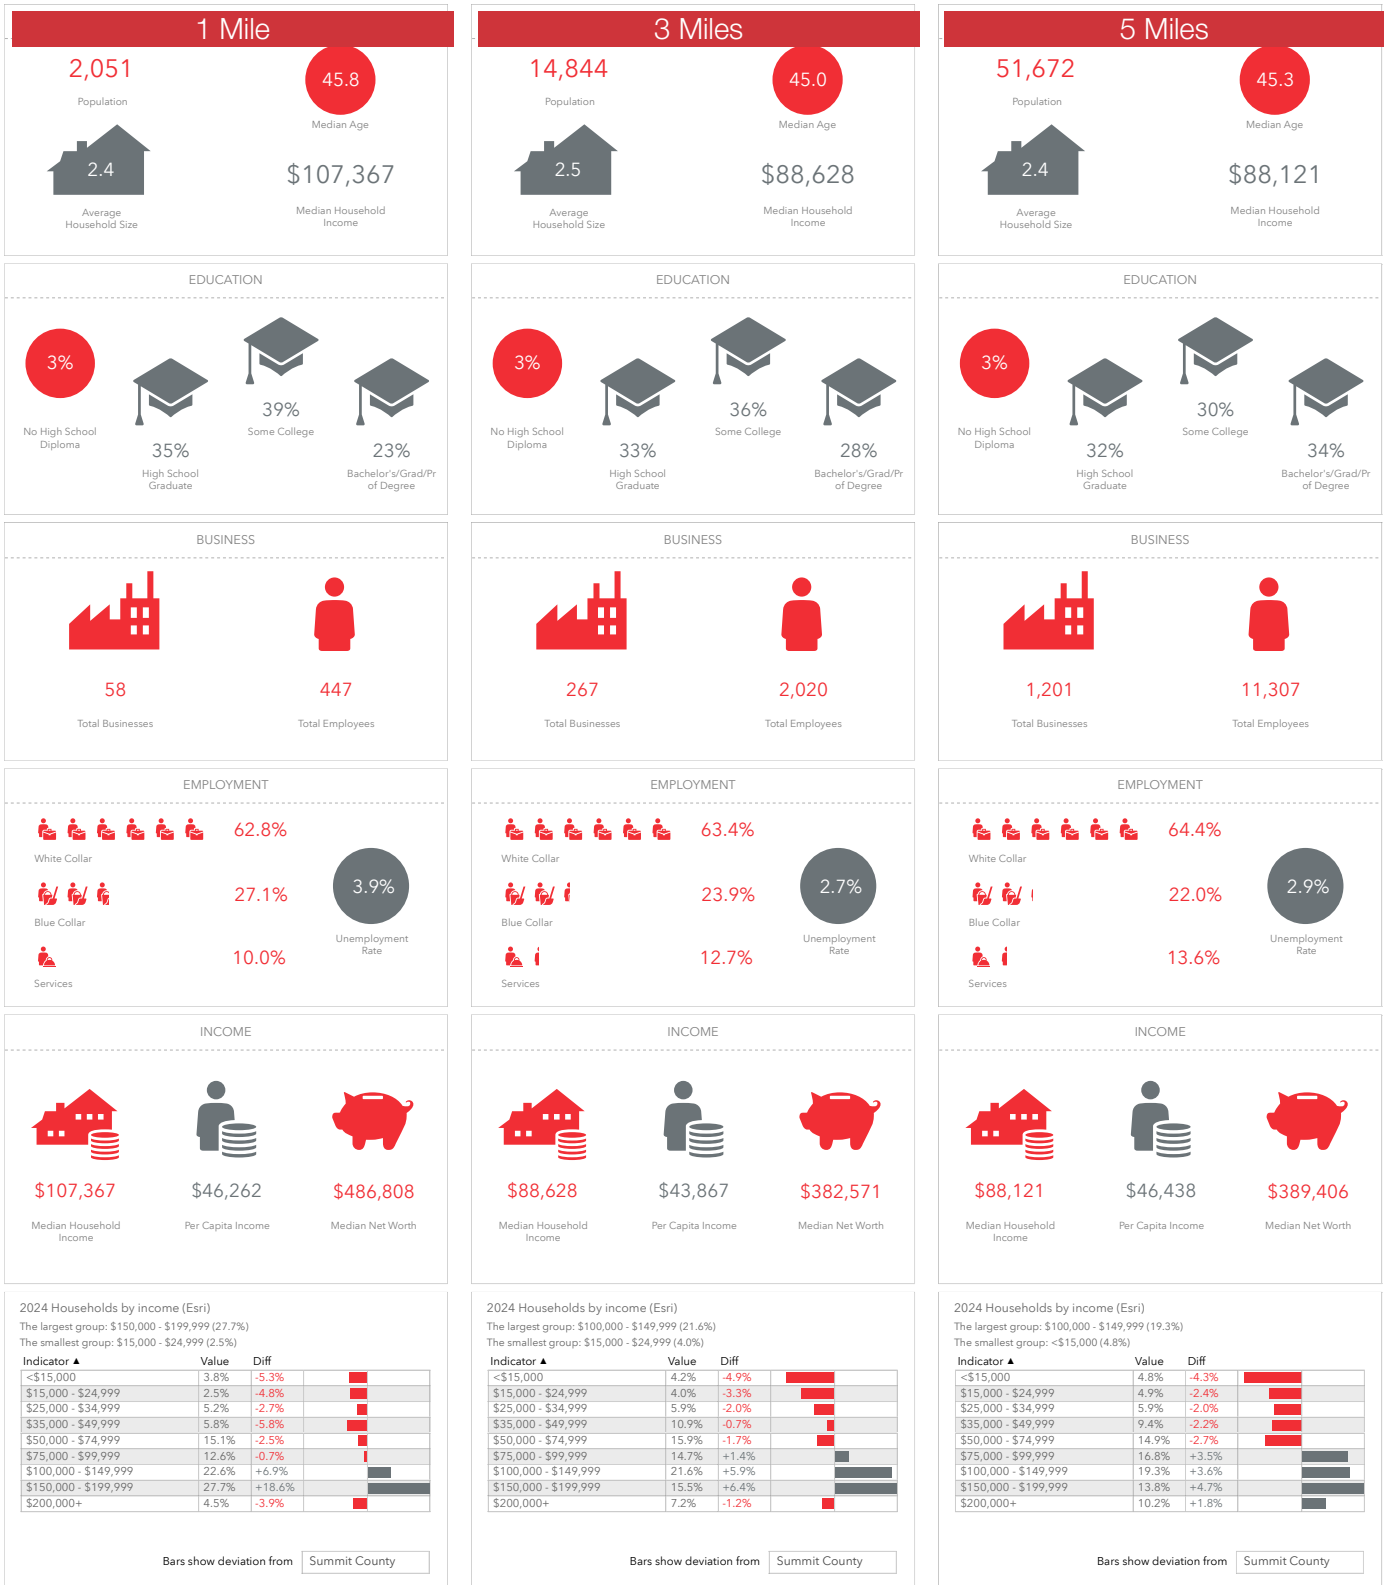 1 Mile
2,051
Population
45.8
Median Age
2.4
Average
Household Size
$107,367
Median Household
Income
EDUCATION
3%
No High School
Diploma
35%
High School
Graduate
39%
Some College
23%
Bachelor's/Grad/Pr
of Degree
BUSINESS
58
Total Businesses
447
Total Employees
EMPLOYMENT
62.8%
White Collar
27.1%
Blue Collar
10.0%
Services
3.9%
Unemployment
Rate
INCOME
$107,367
Median Household
Income
$46,262
Per Capita Income
$486,808
Median Net Worth
2024 Households by income (Esri)
The largest group: $150,000 - $199,999 (27.7%)
The smallest group: $15,000 - $24,999 (2.5%)
Indicator ▲ Value Diff
<$15,000 3.8% -5.3%
$15,000 - $24,999 2.5% -4.8%
$25,000 - $34,999 5.2% -2.7%
$35,000 - $49,999 5.8% -5.8%
$50,000 - $74,999 15.1% -2.5%
$75,000 - $99,999 12.6% -0.7%
$100,000 - $149,999 22.6% +6.9%
$150,000 - $199,999 27.7% +18.6%
$200,000+ 4.5% -3.9%
Bars show deviation from Summit County
3 Miles
14,844
Population
45.0
Median Age
2.5
Average
Household Size
$88,628
Median Household
Income
EDUCATION
3%
No High School
Diploma
33%
High School
Graduate
36%
Some College
28%
Bachelor's/Grad/Pr
of Degree
BUSINESS
267
Total Businesses
2,020
Total Employees
EMPLOYMENT
63.4%
White Collar
23.9%
Blue Collar
12.7%
Services
2.7%
Unemployment
Rate
INCOME
$88,628
Median Household
Income
$43,867
Per Capita Income
$382,571
Median Net Worth
2024 Households by income (Esri)
The largest group: $100,000 - $149,999 (21.6%)
The smallest group: $15,000 - $24,999 (4.0%)
Indicator ▲ Value Diff
<$15,000 4.2% -4.9%
$15,000 - $24,999 4.0% -3.3%
$25,000 - $34,999 5.9% -2.0%
$35,000 - $49,999 10.9% -0.7%
$50,000 - $74,999 15.9% -1.7%
$75,000 - $99,999 14.7% +1.4%
$100,000 - $149,999 21.6% +5.9%
$150,000 - $199,999 15.5% +6.4%
$200,000+ 7.2% -1.2%
Bars show deviation from Summit County
5 Miles
51,672
Population
45.3
Median Age
2.4
Average
Household Size
$88,121
Median Household
Income
EDUCATION
3%
No High School
Diploma
32%
High School
Graduate
30%
Some College
34%
Bachelor's/Grad/Pr
of Degree
BUSINESS
1,201
Total Businesses
11,307
Total Employees
EMPLOYMENT
64.4%
White Collar
22.0%
Blue Collar
13.6%
Services
2.9%
Unemployment
Rate
INCOME
$88,121
Median Household
Income
$46,438
Per Capita Income
$389,406
Median Net Worth
2024 Households by income (Esri)
The largest group: $100,000 - $149,999 (19.3%)
The smallest group: <$15,000 (4.8%)
Indicator ▲ Value Diff
<$15,000 4.8% -4.3%
$15,000 - $24,999 4.9% -2.4%
$25,000 - $34,999 5.9% -2.0%
$35,000 - $49,999 9.4% -2.2%
$50,000 - $74,999 14.9% -2.7%
$75,000 - $99,999 16.8% +3.5%
$100,000 - $149,999 19.3% +3.6%
$150,000 - $199,999 13.8% +4.7%
$200,000+ 10.2% +1.8%
Bars show deviation from Summit County